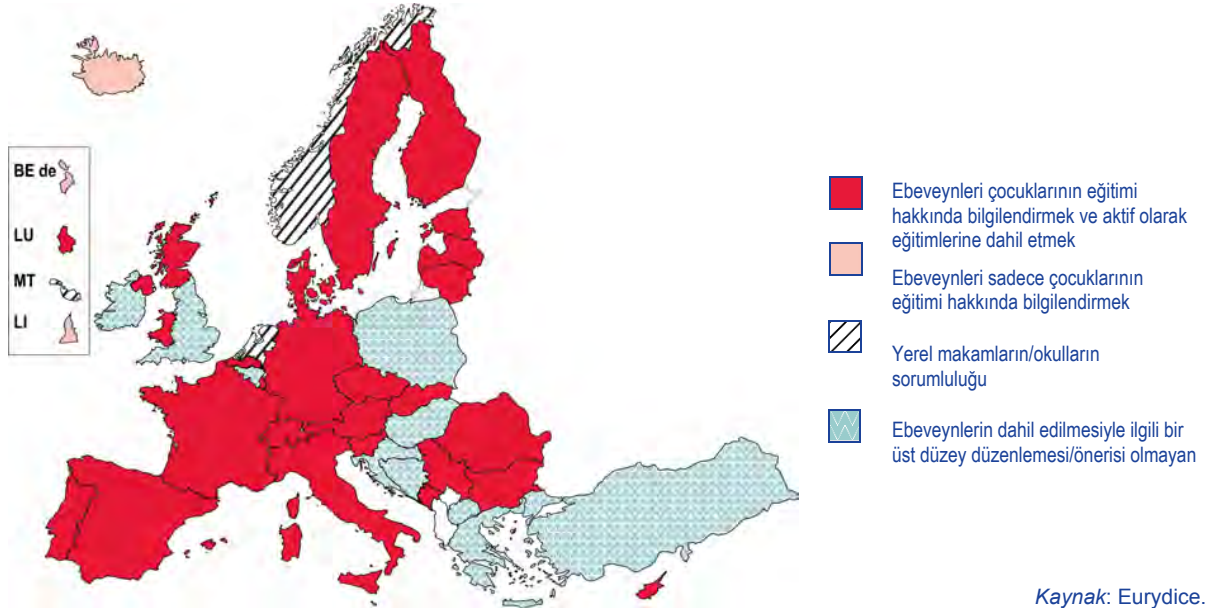 BE de
LU
MT
LI
Ebeveynleri çocuklarının eğitimi
hakkında bilgilendirmek ve aktif olarak
eğitimlerine dahil etmek
Ebeveynleri sadece çocuklarının
eğitimi hakkında bilgilendirmek
Yerel makamların/okulların
sorumluluğu
Ebeveynlerin dahil edilmesiyle ilgili bir
üst düzey düzenlemesi/önerisi olmayan
Kaynak: Eurydice.